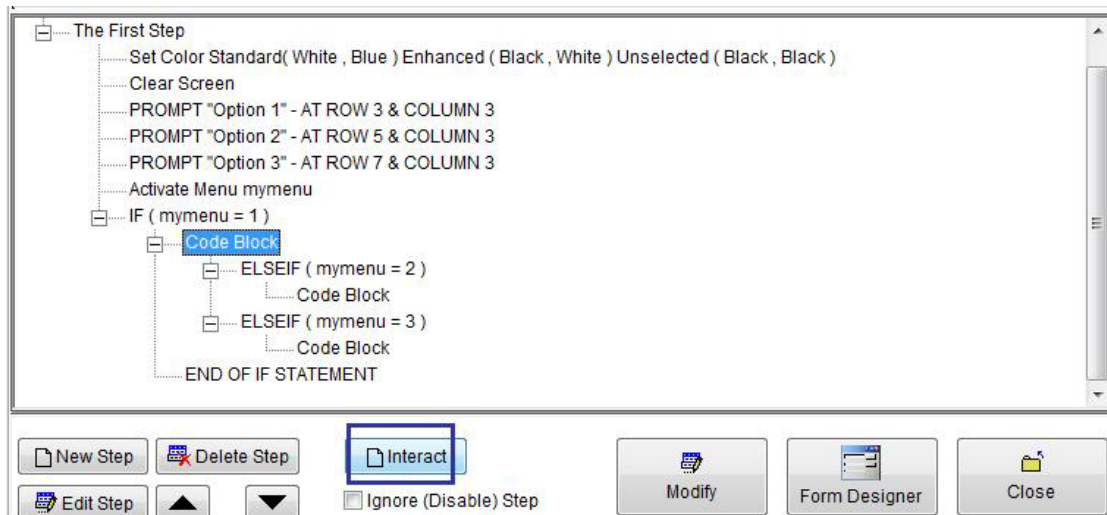 The First Step
Set Color Standard( White , Blue ) Enhanced ( Black , White ) Unselected ( Black , Black )
Clear Screen
PROMPT "Option 1" - AT ROW 3 & COLUMN 3
PROMPT "Option 2" - AT ROW 5 & COLUMN 3
PROMPT "Option 3" - AT ROW 7 & COLUMN 3
Activate Menu mymenu
IF ( mymenu = 1 )
Code Block
ELSEIF ( mymenu = 2 )
Code Block
ELSEIF ( mymenu = 3 )
Code Block
END OF IF STATEMENT
New Step Delete Step Interact
Edit Step Ignore (Disable) Step Modify Form Designer Close